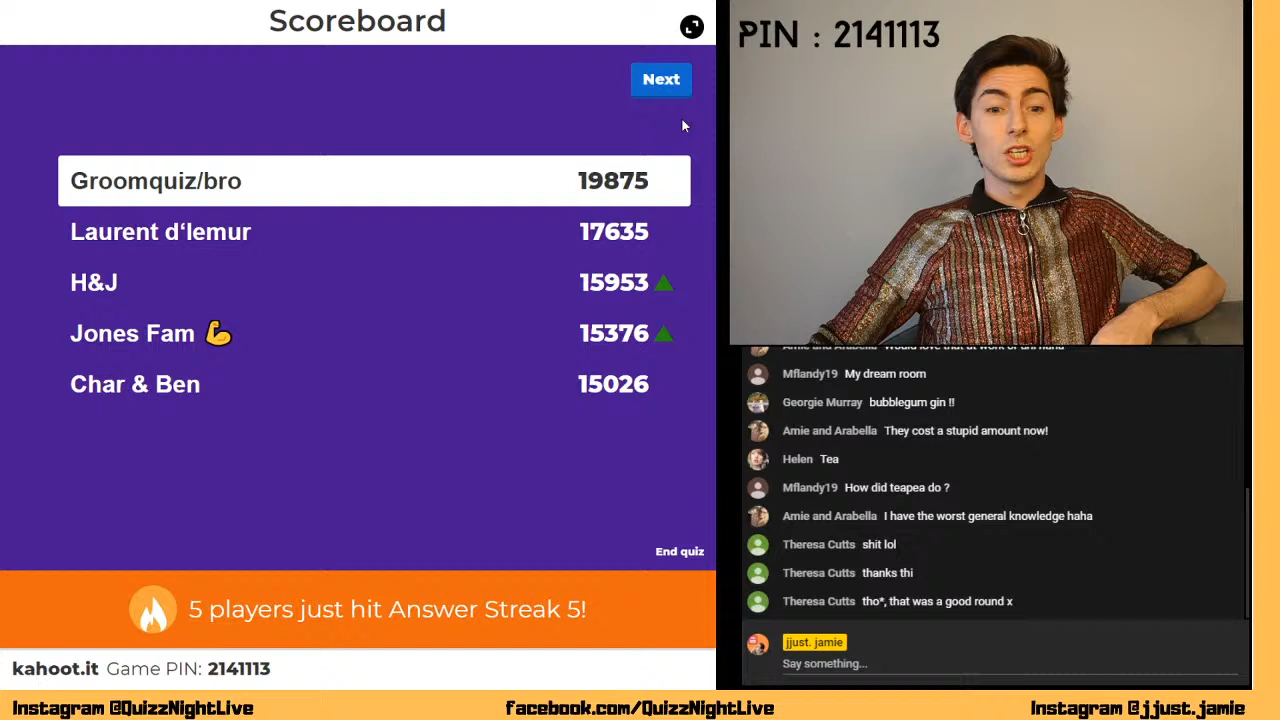 Scoreboard
Next
Groomquiz/bro 19875
Laurent d‘lemur 17635
H&J 15953
Jones Fam 💪 15376
Char & Ben 15026
End quiz
5 players just hit Answer Streak 5!
kahoot.it Game PIN: 2141113
PIN : 2141113
Mflandy19 My dream room
Georgie Murray bubblegum gin !!
Amie and Arabella They cost a stupid amount now!
Helen Tea
Mflandy19 How did teapea do ?
Amie and Arabella I have the worst general knowledge haha
Theresa Cutts shit lol
Theresa Cutts thanks thi
Theresa Cutts tho*, that was a good round x
jjust. jamie
Say something...
Instagram @QuizzNightLive
facebook.com/QuizzNightLive
Instagram @jjust.jamie